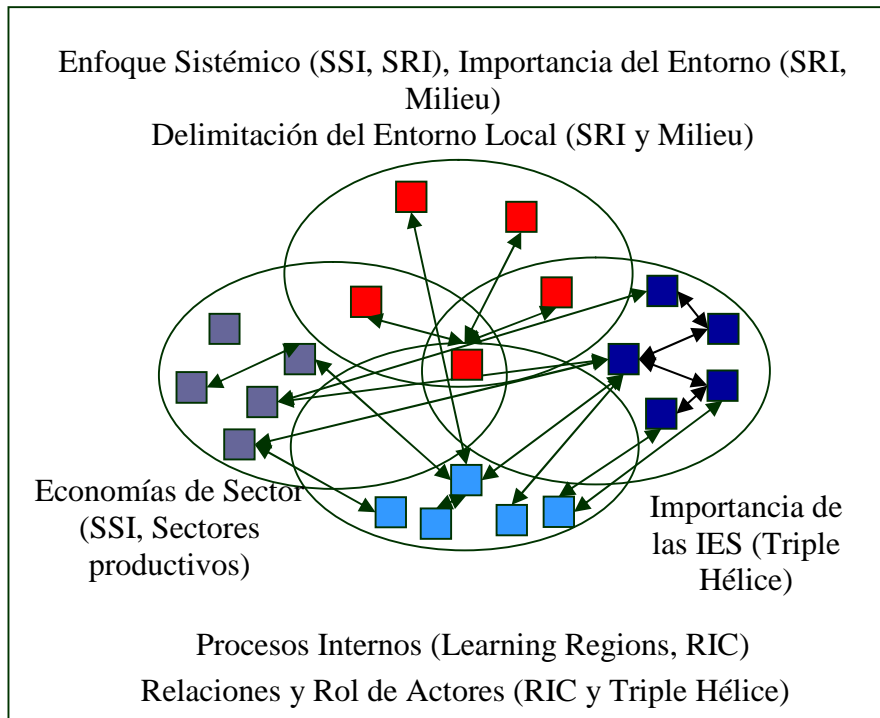 Enfoque Sistémico (SSI, SRI), Importancia del Entorno (SRI,
Milieu)
Delimitación del Entorno Local (SRI y Milieu)
Economías de Sector
(SSI, Sectores
productivos)
Importancia de
las IES (Triple
Hélice)
Procesos Internos (Learning Regions, RIC)
Relaciones y Rol de Actores (RIC y Triple Hélice)